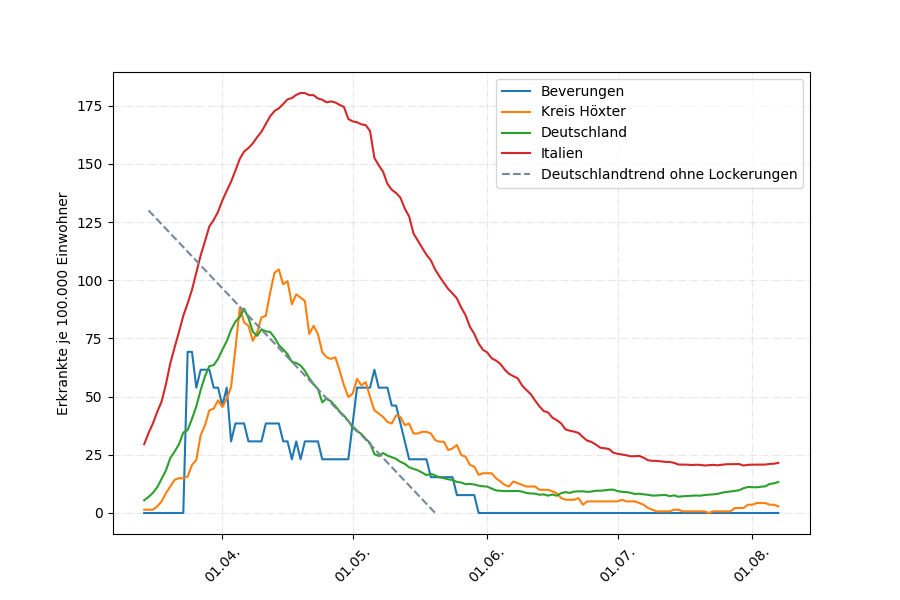 175
150
125
100
75
50
25
0
Erkrankte je 100.000 Einwohner
Beverungen
Kreis Höxter
Deutschland
Italien
Deutschlandtrend ohne Lockerungen
01.04.
01.05.
01.06.
01.07.
01.08.